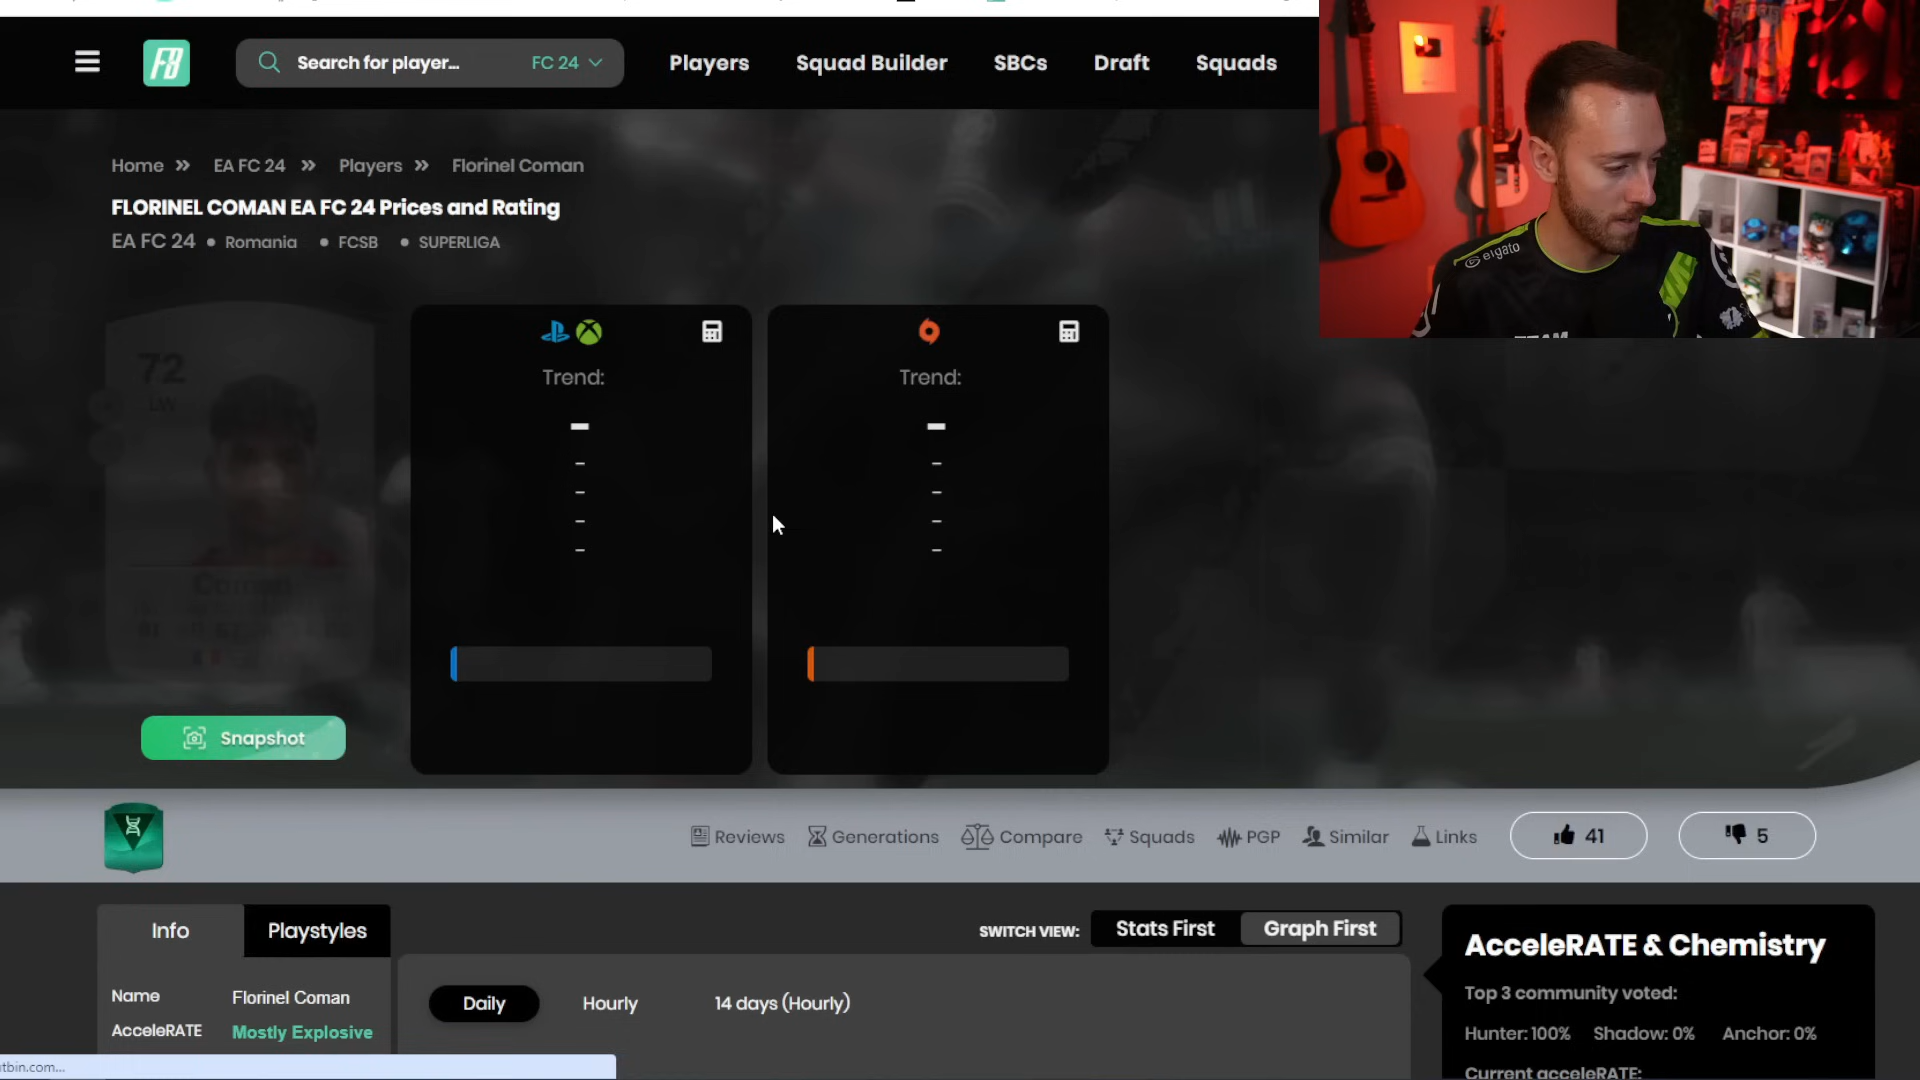 Search for player...
FC 24
Players
Squad Builder
SBCs
Draft
Squads
Home » EA FC 24 » Players » Florinel Coman
FLORINEL COMAN EA FC 24 Prices and Rating
EA FC 24 • Romania • FCSB • SUPERLIGA
elgato
TEAM
72
LW
Coman
Trend:
-
-
-
-
-
Trend:
-
-
-
-
-
Snapshot
Reviews
Generations
Compare
Squads
PGP
Similar
Links
41
5
Info
Playstyles
SWITCH VIEW:
Stats First
Graph First
AcceleRATE & Chemistry
Top 3 community voted:
Hunter: 100% Shadow: 0% Anchor: 0%
Current acceleRATE:
Name Florinel Coman
AcceleRATE Mostly Explosive
Daily
Hourly
14 days (Hourly)
tbin.com...